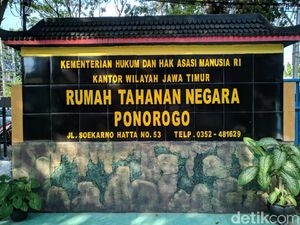 KEMENTERIAN HUKUM DAN HAK ASASI MANUSIA RI
KANTOR WILAYAH JAWA TIMUR
RUMAH TAHANAN NEGARA
PONOROGO
JL. SOEKARNO HATTA NO. 53 TELP. 0352 - 481629
detikcom